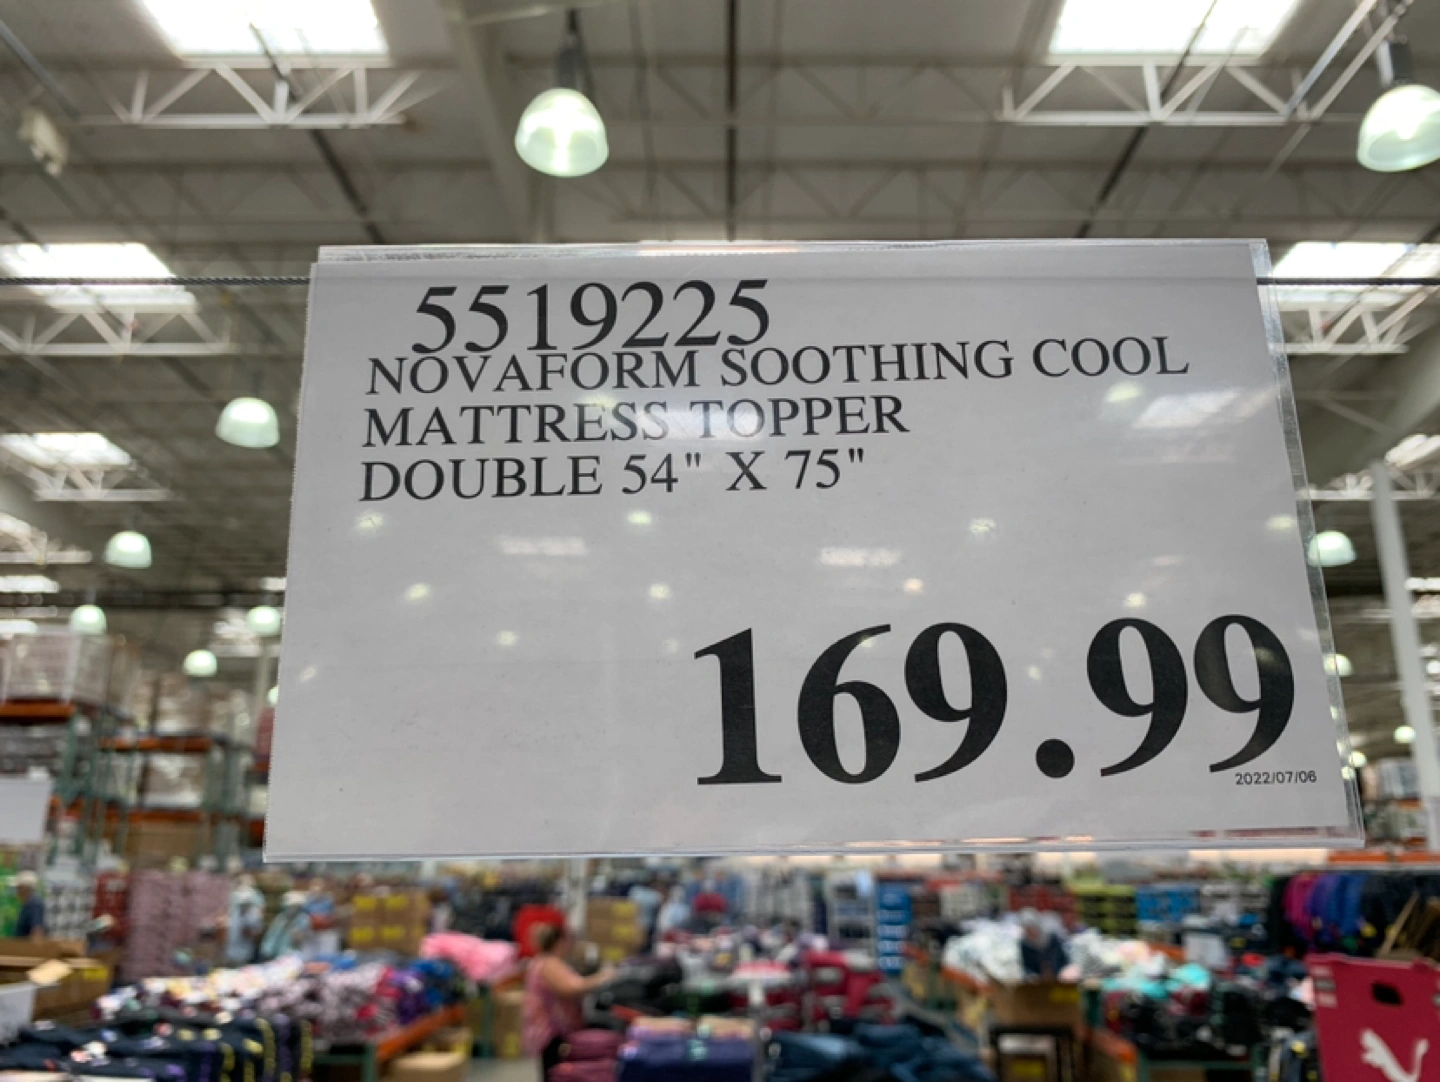 5519225
NOVAFORM SOOTHING COOL
MATTRESS TOPPER
DOUBLE 54" X 75"
169.99
2022/07/06